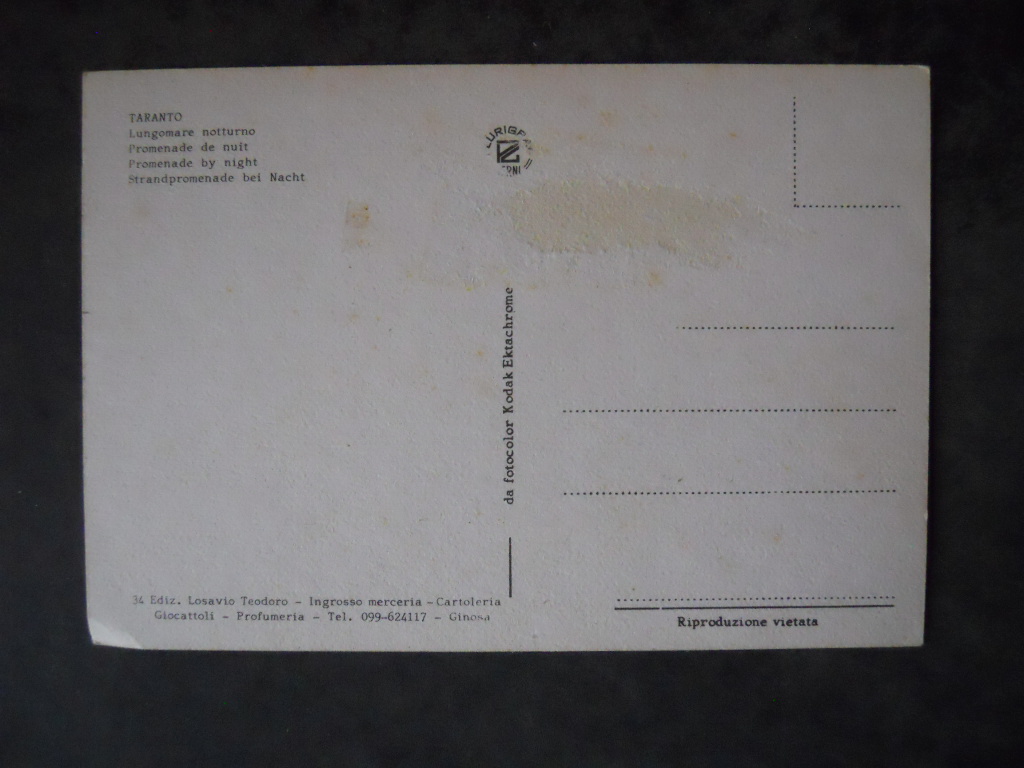 TARANTO
Lungomare notturno
Promenade de nuit
Promenade by night
Strandpromenade bei Nacht
da fotocolor Kodak Ektachrome
34 Ediz. Losavio Teodoro - Ingrosso merceria - Cartoleria
Giocattoli - Profumeria - Tel. 099-624117 - Ginosa
Riproduzione vietata